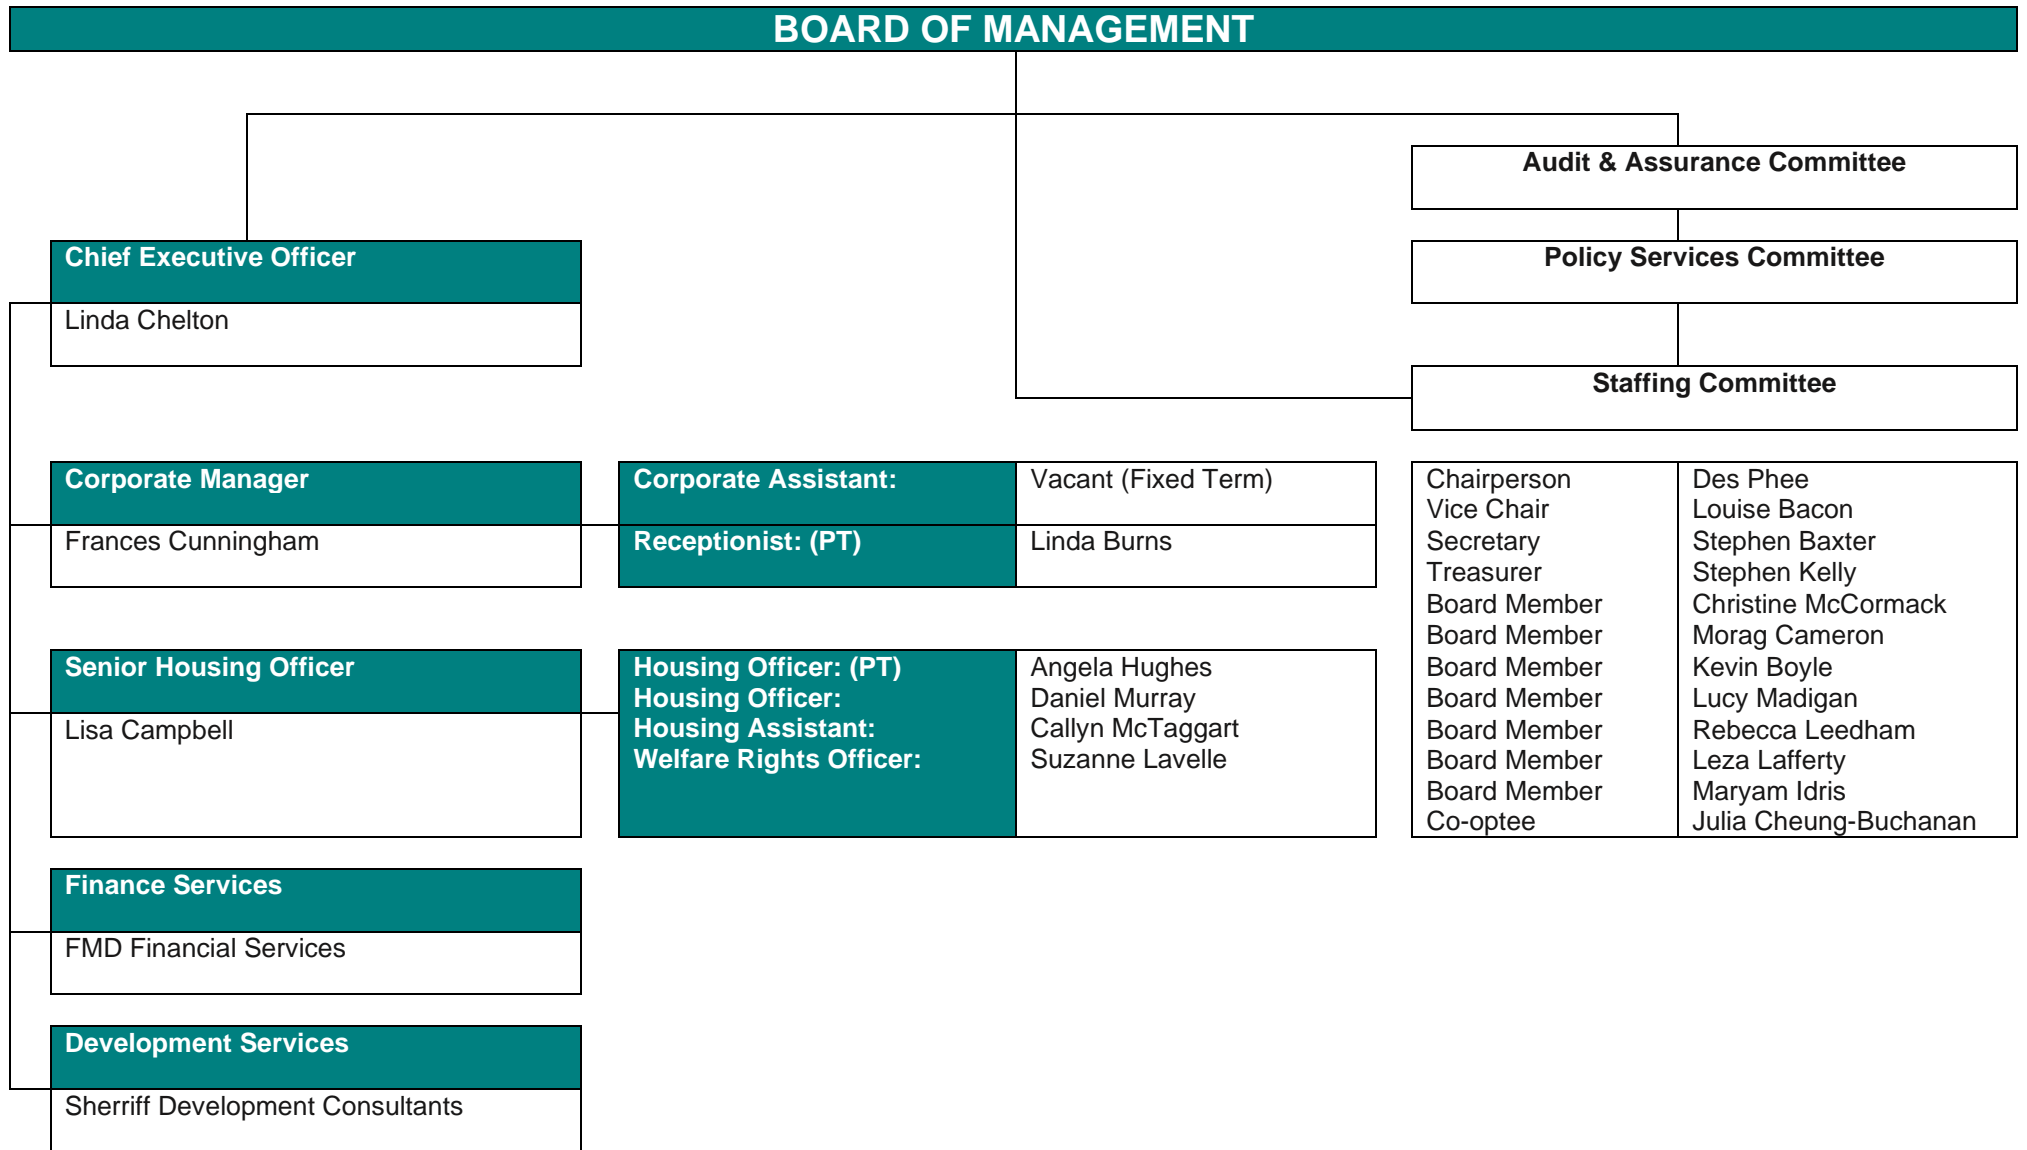 BOARD OF MANAGEMENT
Audit & Assurance Committee
Chief Executive Officer
Policy Services Committee
Linda Chelton
Staffing Committee
Corporate Manager
Frances Cunningham
Corporate Assistant: Vacant (Fixed Term)
Receptionist: (PT) Linda Burns
Senior Housing Officer
Lisa Campbell
Housing Officer: (PT) Angela Hughes
Housing Officer: Daniel Murray
Housing Assistant: Callyn McTaggart
Welfare Rights Officer: Suzanne Lavelle
Chairperson Des Phee
Vice Chair Louise Bacon
Secretary Stephen Baxter
Treasurer Stephen Kelly
Board Member Christine McCormack
Board Member Morag Cameron
Board Member Kevin Boyle
Board Member Lucy Madigan
Board Member Rebecca Leedham
Board Member Leza Lafferty
Board Member Maryam Idris
Co-optee Julia Cheung-Buchanan
Finance Services
FMD Financial Services
Development Services
Sherriff Development Consultants